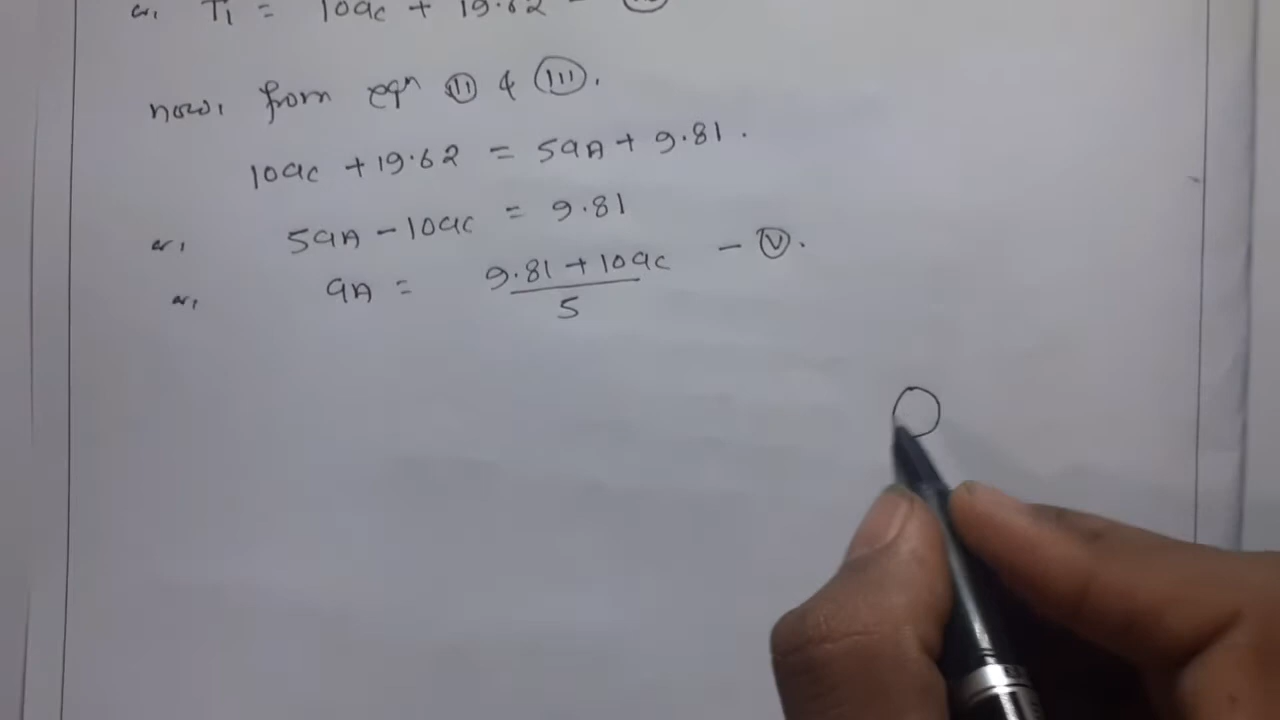 or, T₁ = 10ac + 19.62 -
now, from eqⁿ (II) & (III).
10ac + 19.62 = 5aA + 9.81.
or, 5aA - 10ac = 9.81
or, aA = (9.81 + 10ac)/5 - (V).